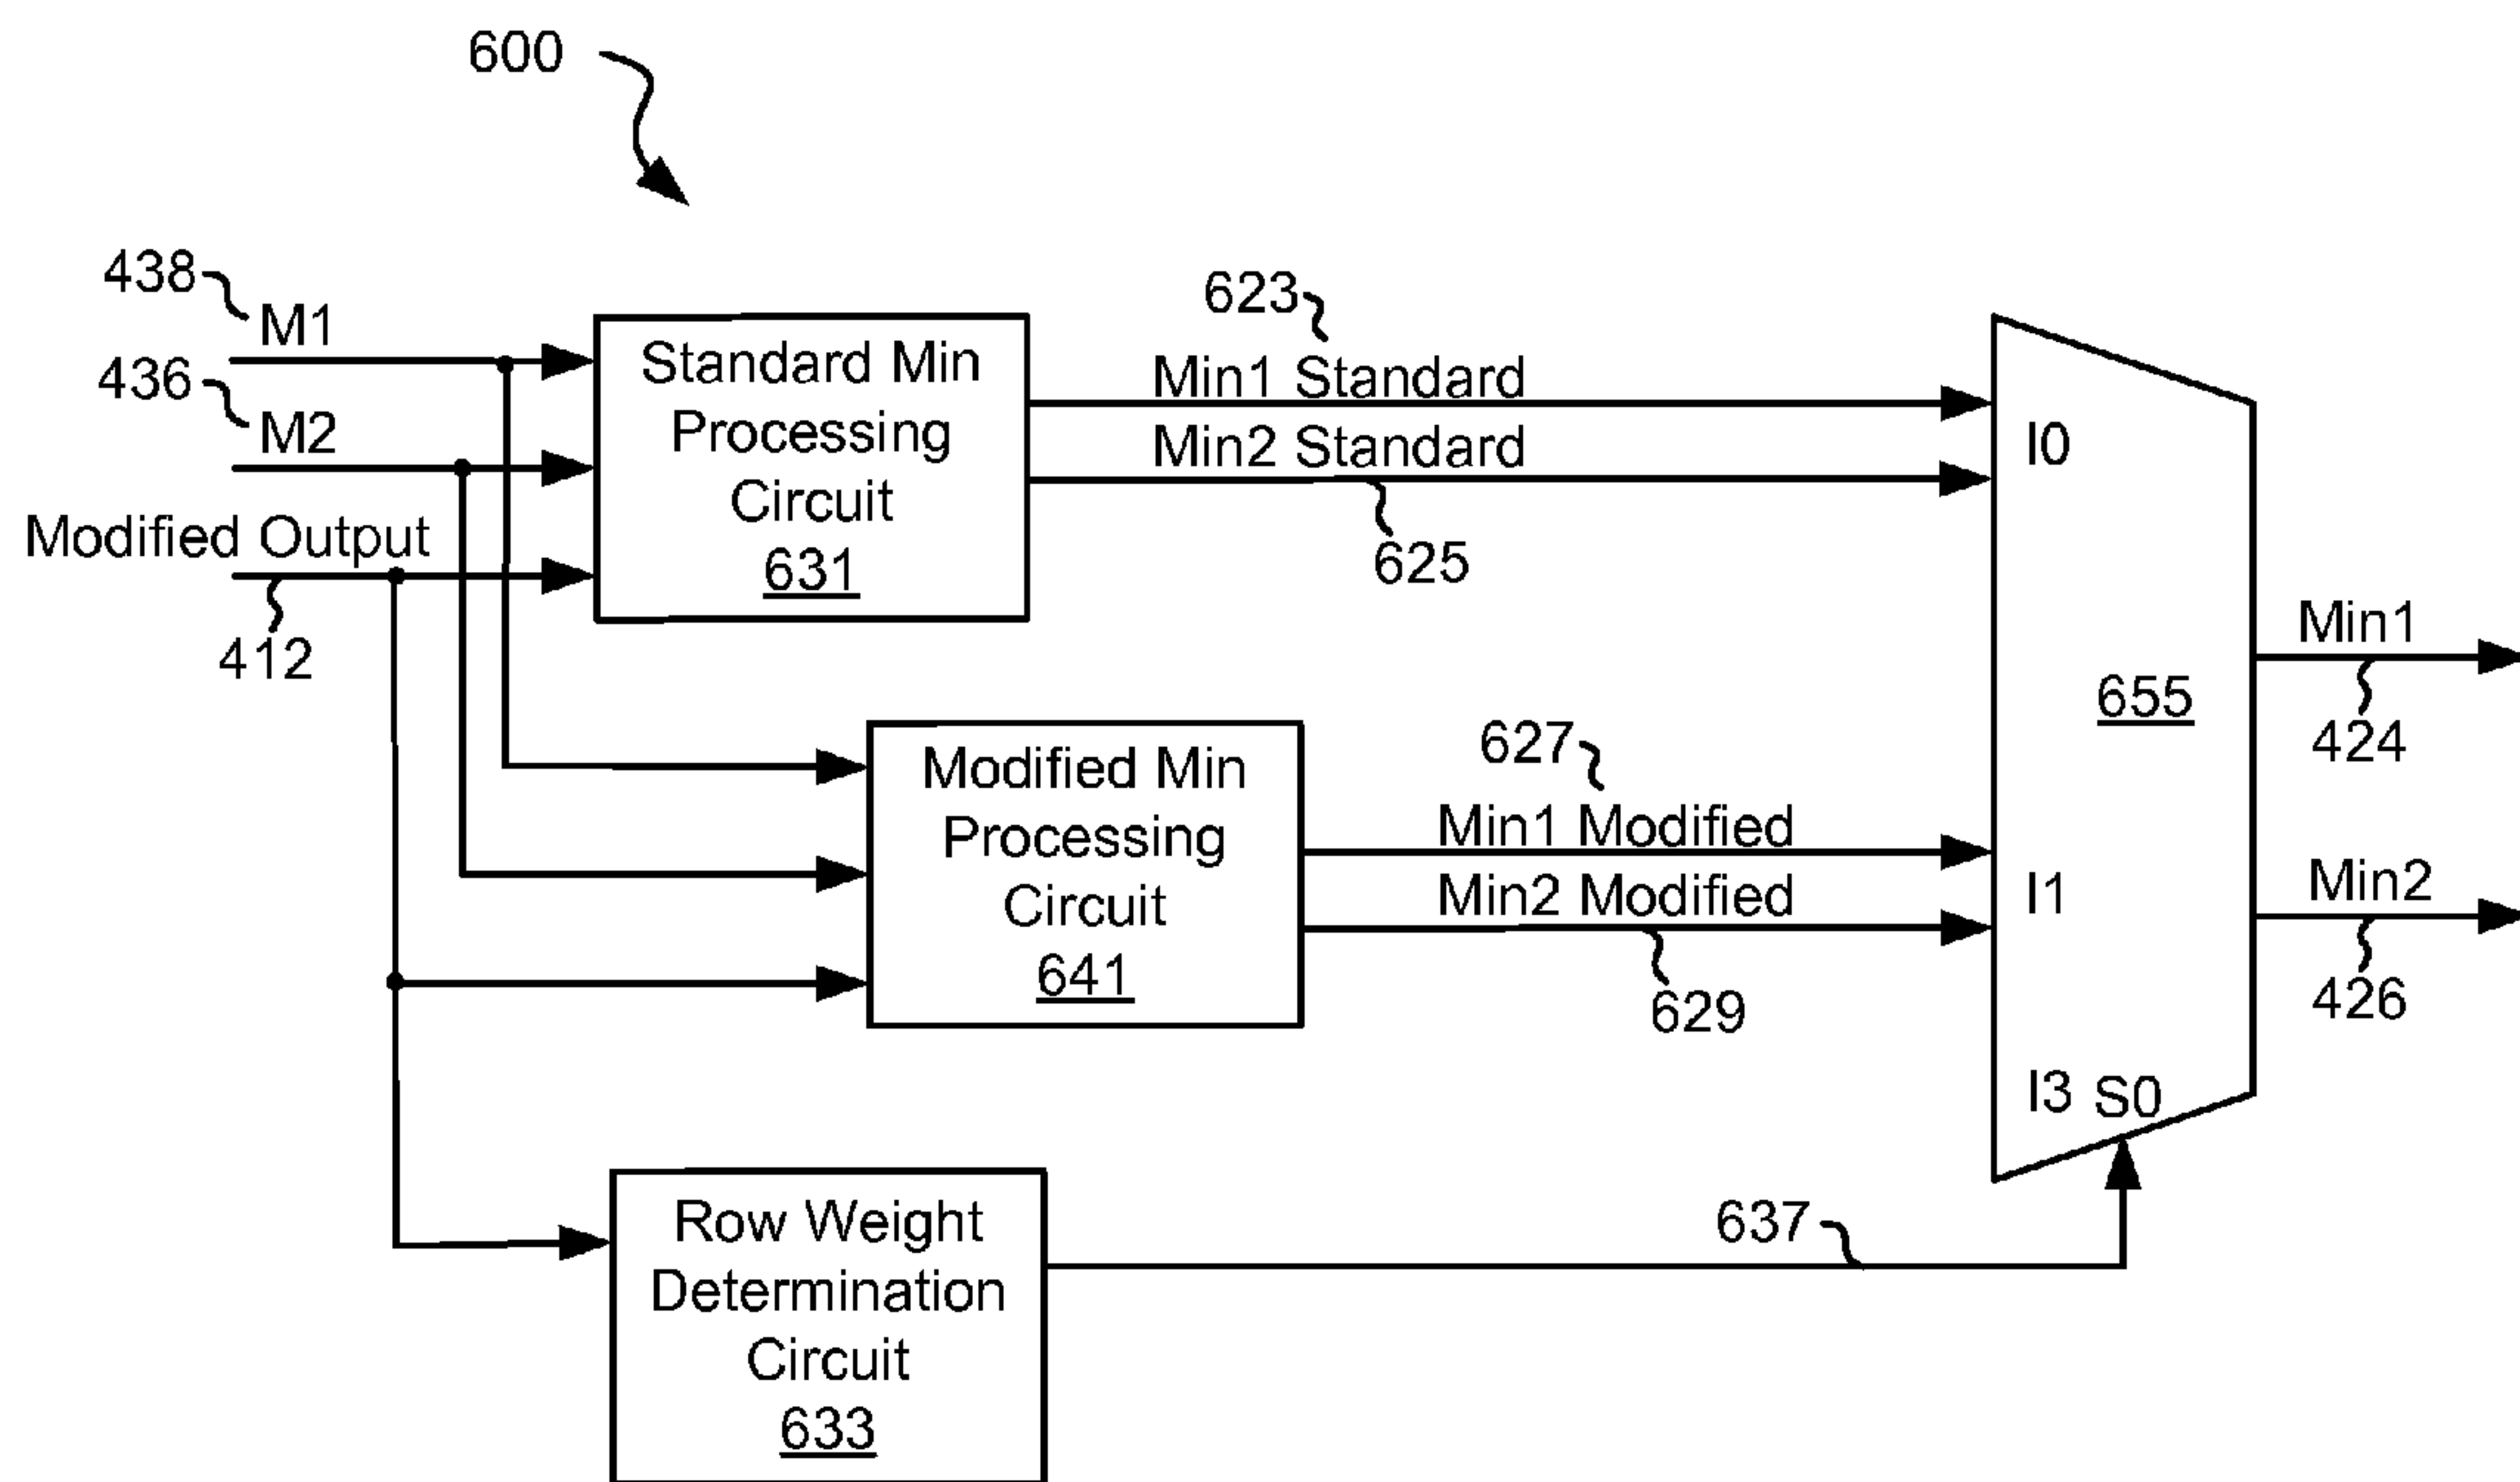 600
438
M1
436
M2
Modified Output
412
Standard Min
Processing
Circuit
631
623
Min1 Standard
Min2 Standard
625
I0
Min1
655
424
Modified Min
Processing
Circuit
641
627
Min1 Modified
Min2 Modified
629
I1
Min2
426
I3 S0
Row Weight
Determination
Circuit
633
637